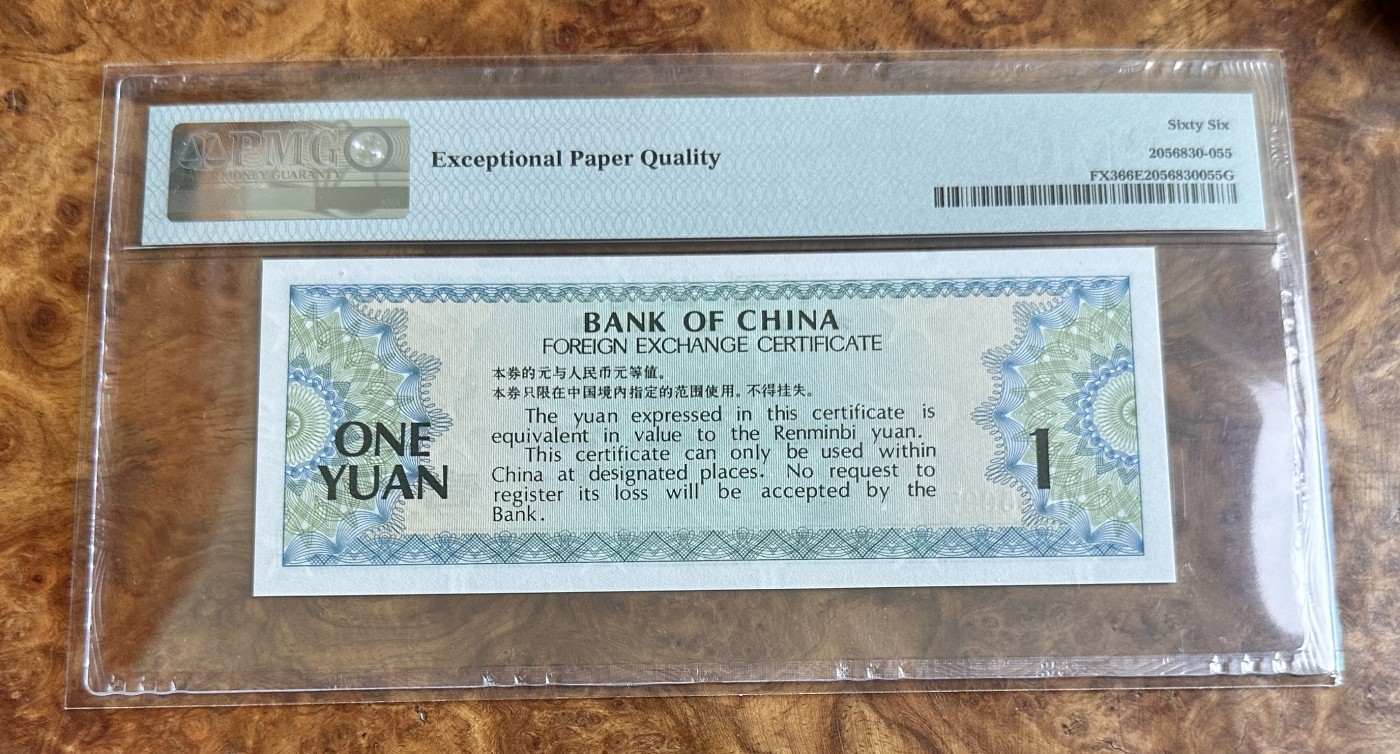 PMG
PAPER MONEY GUARANTY
Exceptional Paper Quality
Sixty Six
2056830-055
FX366E2056830055G
BANK OF CHINA
FOREIGN EXCHANGE CERTIFICATE
本券的元与人民币元等值。
本券只限在中国境内指定的范围使用。不得挂失。
The yuan expressed in this certificate is
equivalent in value to the Renminbi yuan.
This certificate can only be used within
China at designated places. No request to
register its loss will be accepted by the
Bank.
ONE
YUAN
1